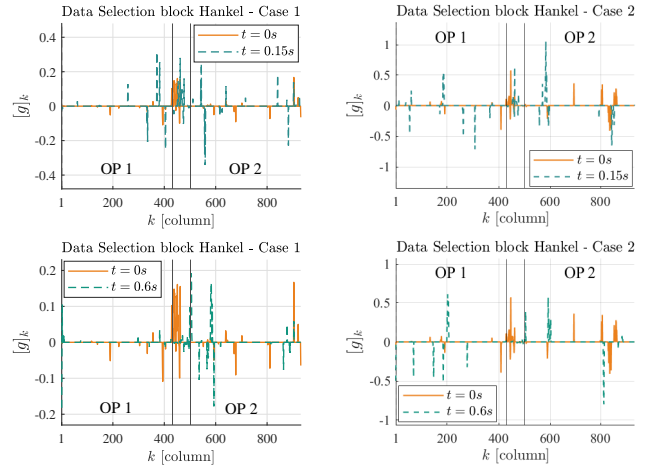 Data Selection block Hankel - Case 1
0.4
0.2
0
-0.2
-0.4
[g]k
t = 0s
t = 0.15s
OP 1
OP 2
1
200
400
600
800
k [column]
Data Selection block Hankel - Case 2
1
0.5
0
-0.5
-1
[g]k
OP 1
OP 2
t = 0s
t = 0.15s
1
200
400
600
800
k [column]
Data Selection block Hankel - Case 1
0.2
0.1
0
-0.1
-0.2
[g]k
t = 0s
t = 0.6s
OP 1
OP 2
1
200
400
600
800
k [column]
Data Selection block Hankel - Case 2
1
0.5
0
-0.5
-1
[g]k
OP 1
OP 2
t = 0s
t = 0.6s
1
200
400
600
800
k [column]